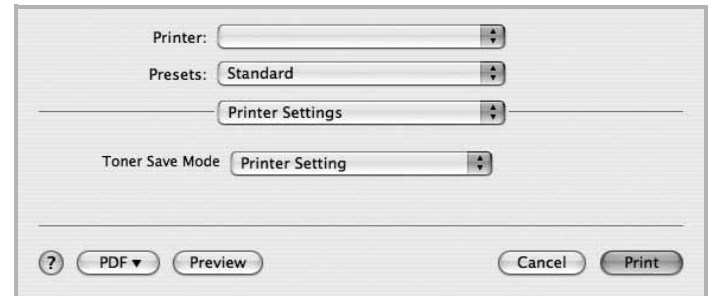 Printer:
Presets: Standard
Printer Settings
Toner Save Mode Printer Setting
? PDF ▼ Preview Cancel Print